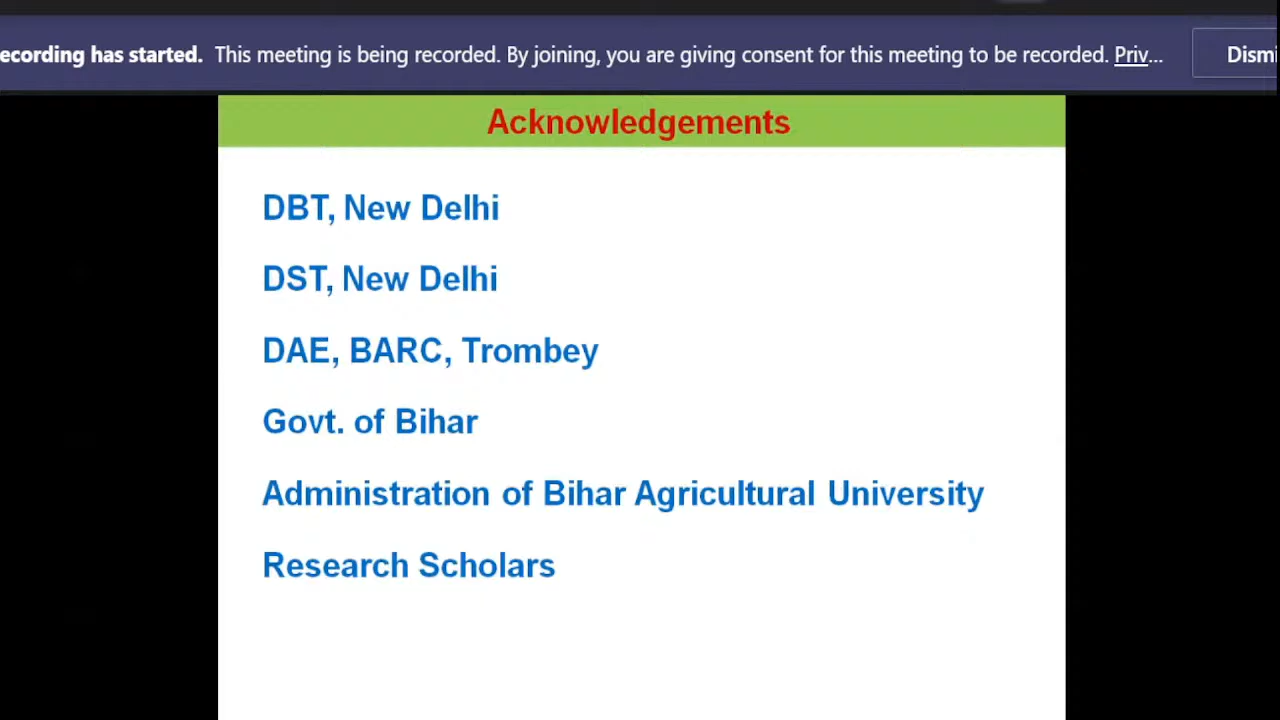 ecording has started. This meeting is being recorded. By joining, you are giving consent for this meeting to be recorded. Priv... Dismi
Acknowledgements
DBT, New Delhi
DST, New Delhi
DAE, BARC, Trombey
Govt. of Bihar
Administration of Bihar Agricultural University
Research Scholars